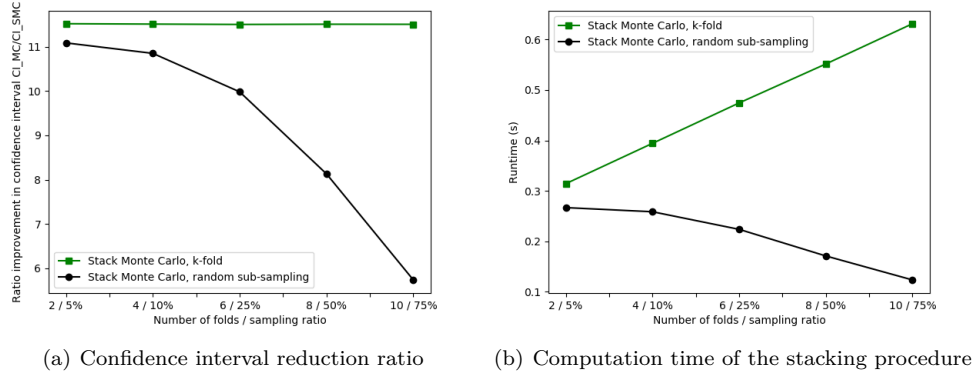 Ratio improvement in confidence interval CI_MC/CI_SMC
11
10
9
8
7
6
Stack Monte Carlo, k-fold
Stack Monte Carlo, random sub-sampling
2 / 5%
4 / 10%
6 / 25%
8 / 50%
10 / 75%
Number of folds / sampling ratio
(a) Confidence interval reduction ratio
Stack Monte Carlo, k-fold
Stack Monte Carlo, random sub-sampling
Runtime (s)
0.6
0.5
0.4
0.3
0.2
0.1
2 / 5%
4 / 10%
6 / 25%
8 / 50%
10 / 75%
Number of folds / sampling ratio
(b) Computation time of the stacking procedure